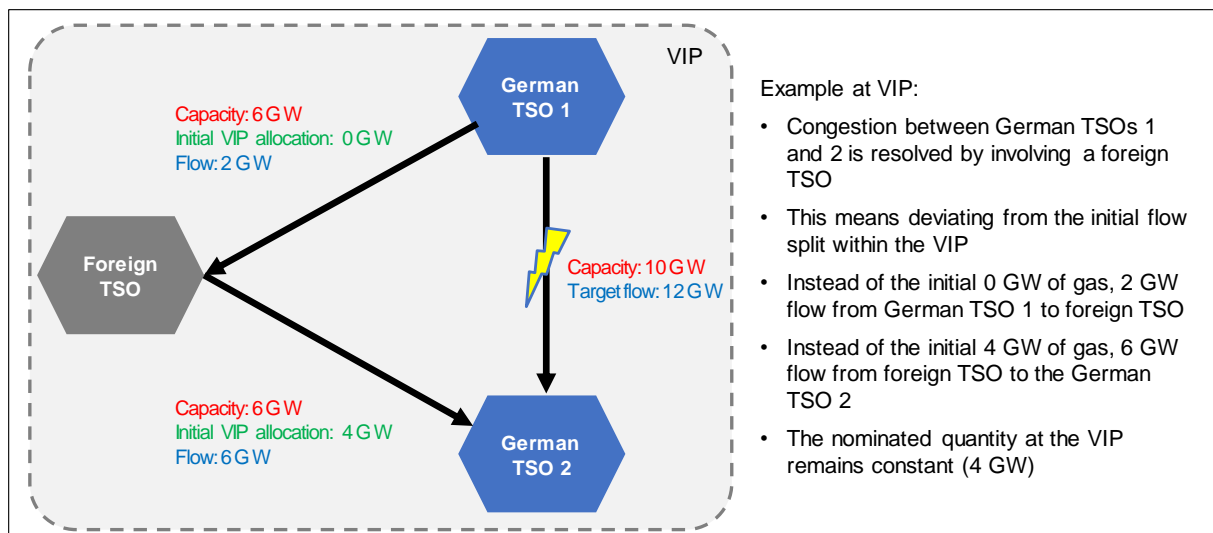 VIP
German
TSO 1
Capacity: 6 GW
Initial VIP allocation: 0 GW
Flow: 2 GW
Foreign
TSO
Capacity: 10 GW
Target flow: 12 GW
Capacity: 6 GW
Initial VIP allocation: 4 GW
Flow: 6 GW
German
TSO 2
Example at VIP:
• Congestion between German TSOs 1
and 2 is resolved by involving a foreign
TSO
• This means deviating from the initial flow
split within the VIP
• Instead of the initial 0 GW of gas, 2 GW
flow from German TSO 1 to foreign TSO
• Instead of the initial 4 GW of gas, 6 GW
flow from foreign TSO to the German
TSO 2
• The nominated quantity at the VIP
remains constant (4 GW)